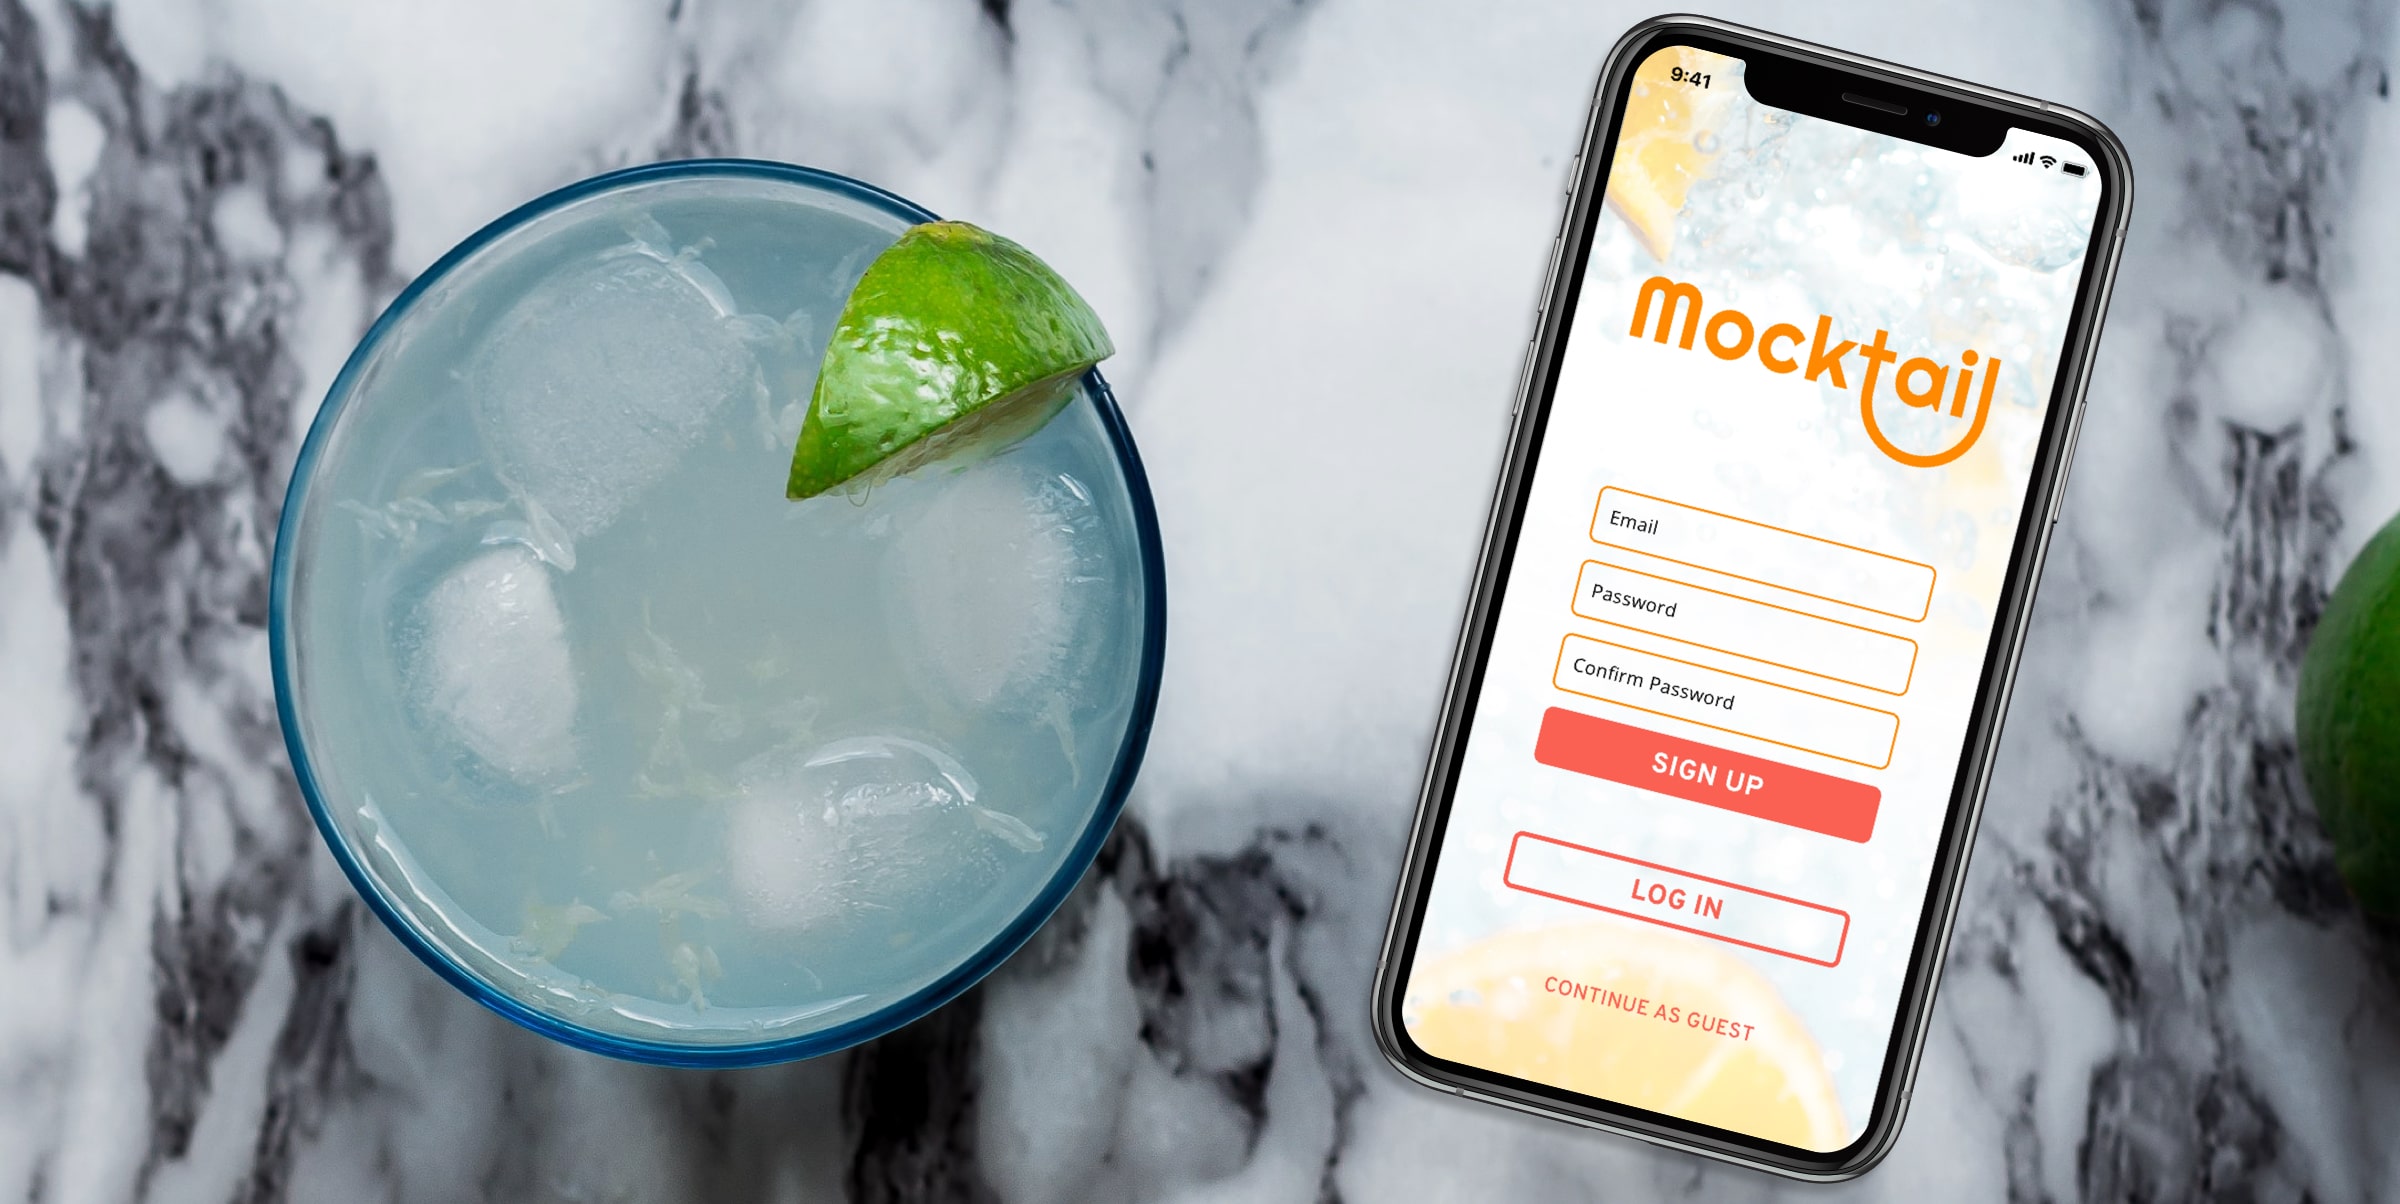 9:41
mocktail
Email
Password
Confirm Password
SIGN UP
LOG IN
CONTINUE AS GUEST